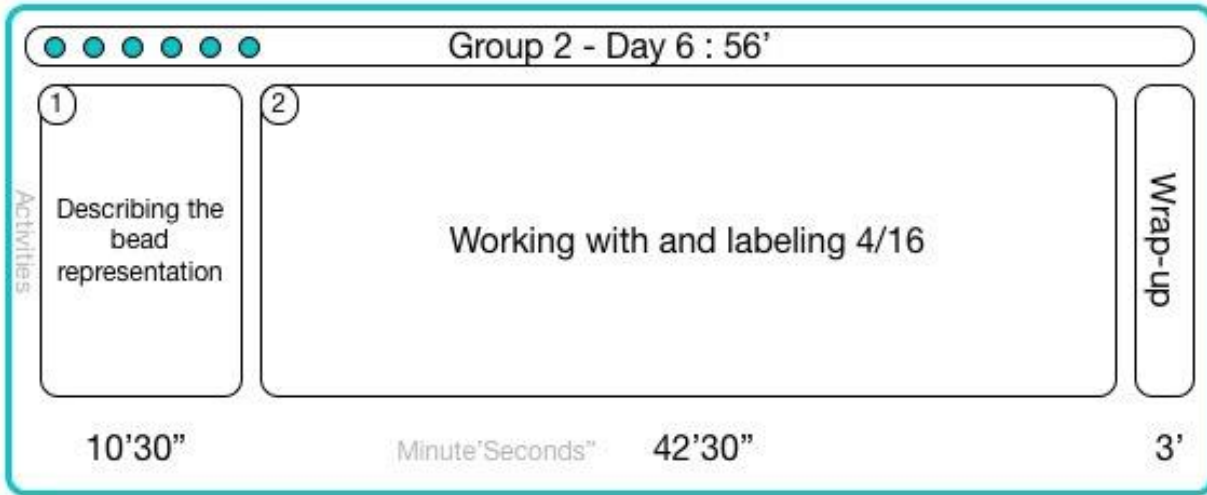 Group 2 - Day 6 : 56’
1
2
Activities
Describing the
bead
representation
Working with and labeling 4/16
Wrap-up
10’30”
Minute’Seconds”
42’30”
3’